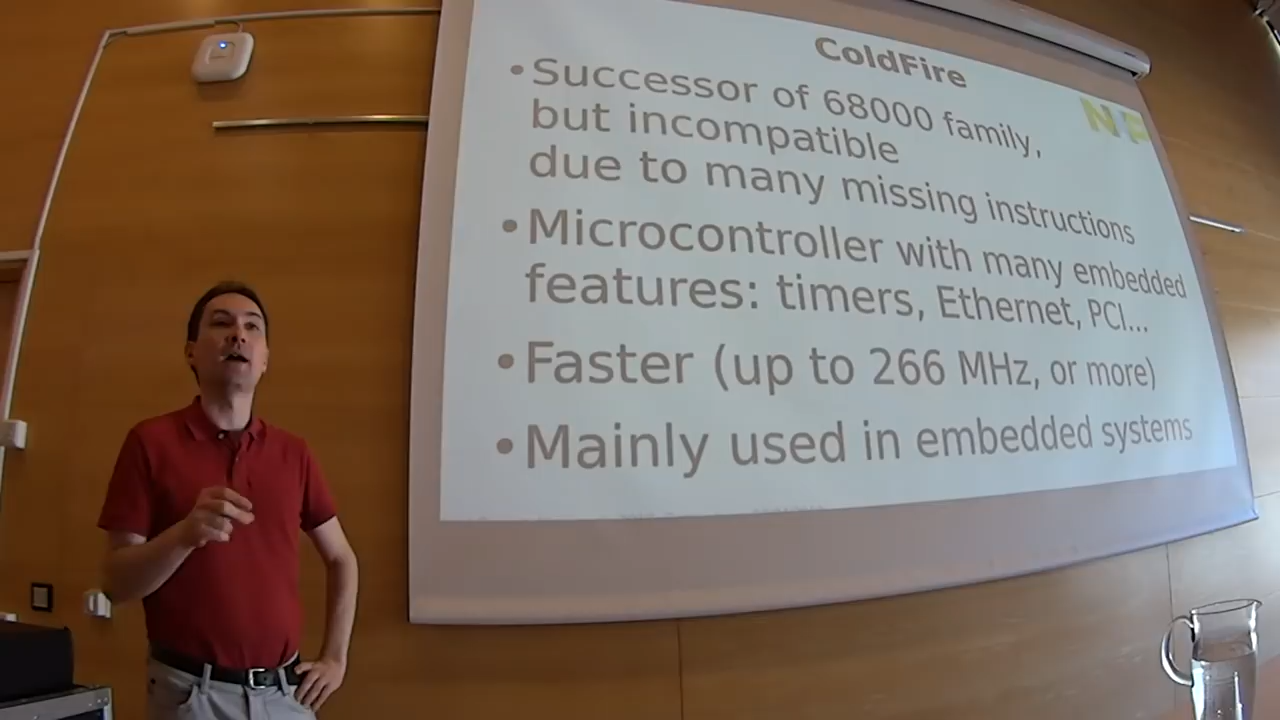 ColdFire
•Successor of 68000 family,
but incompatible
due to many missing instructions
•Microcontroller with many embedded
features: timers, Ethernet, PCI...
•Faster (up to 266 MHz, or more)
•Mainly used in embedded systems